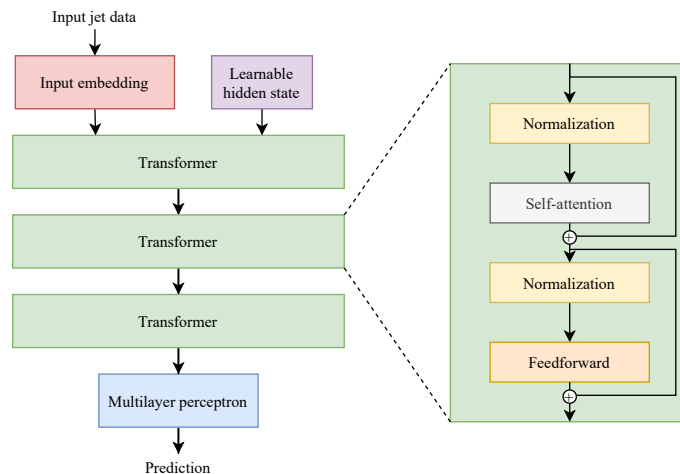 Input jet data
Input embedding
Learnable
hidden state
Transformer
Transformer
Transformer
Multilayer perceptron
Prediction
Normalization
Self-attention
Normalization
Feedforward